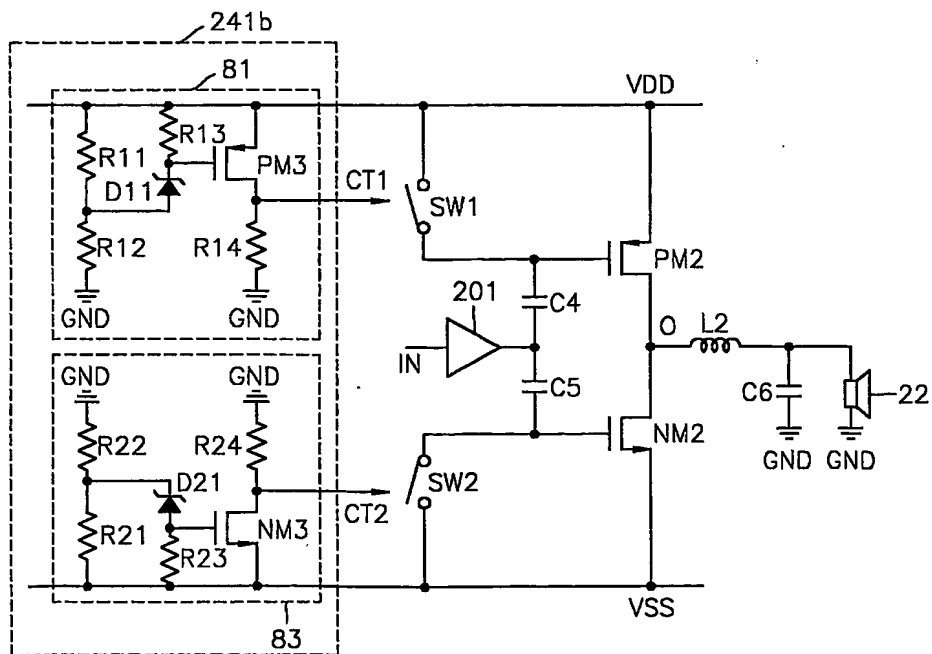 241b
81
VDD
R11
R13
D11
PM3
CT1
SW1
R12
R14
PM2
GND
GND
201
C4
IN
O
L2
C5
C6
22
GND
GND
R22
R24
NM2
GND
GND
D21
SW2
CT2
R21
R23
NM3
VSS
83